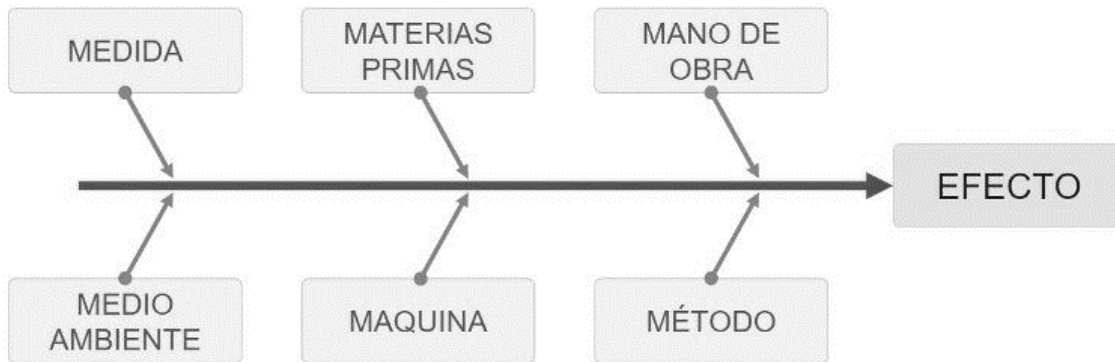 MEDIDA
MATERIAS
PRIMAS
MANO DE
OBRA
EFECTO
MEDIO
AMBIENTE
MAQUINA
MÉTODO